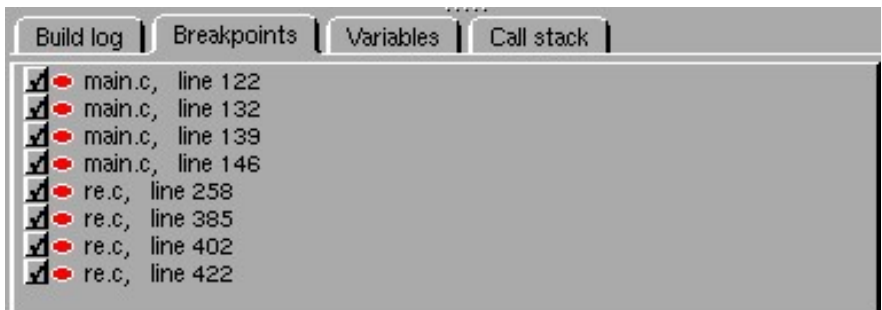 Build log Breakpoints Variables Call stack
main.c, line 122
main.c, line 132
main.c, line 139
main.c, line 146
re.c, line 258
re.c, line 385
re.c, line 402
re.c, line 422